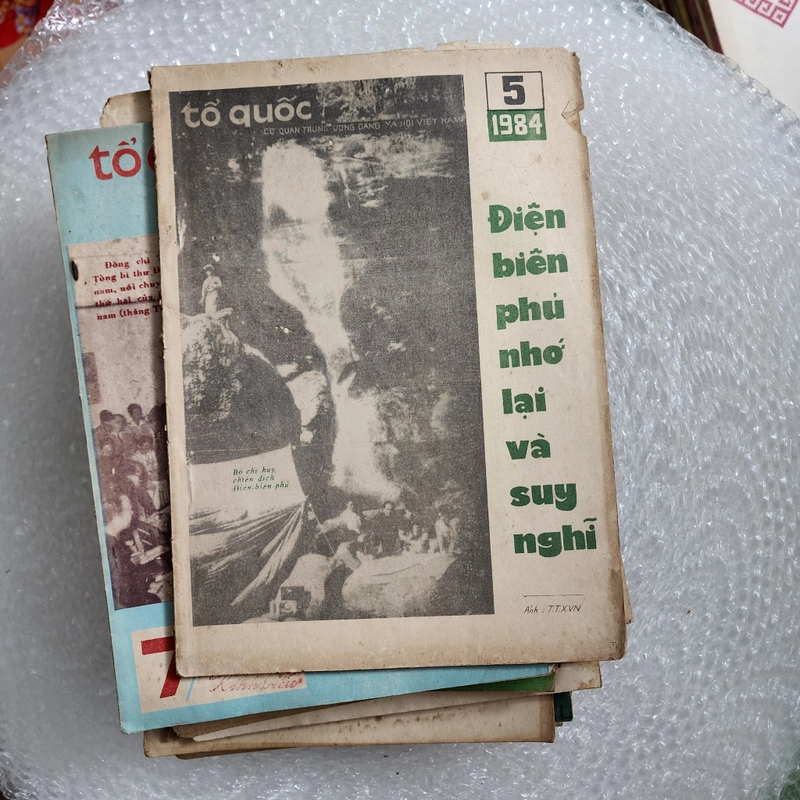 tổ quốc
CƠ QUAN TRUNG ƯƠNG ĐẢNG XÃ HỘI VIỆT NAM
5
1984
Điện
biên
phủ
nhớ
lại
và
suy
nghĩ
Bộ chỉ huy
chiến dịch
Điện-biên phủ
Ảnh : T.T.X.VN
tổ
Đồng chí
Tổng bí thư
nam, nói chuy
thứ hai của
nam (tháng
7